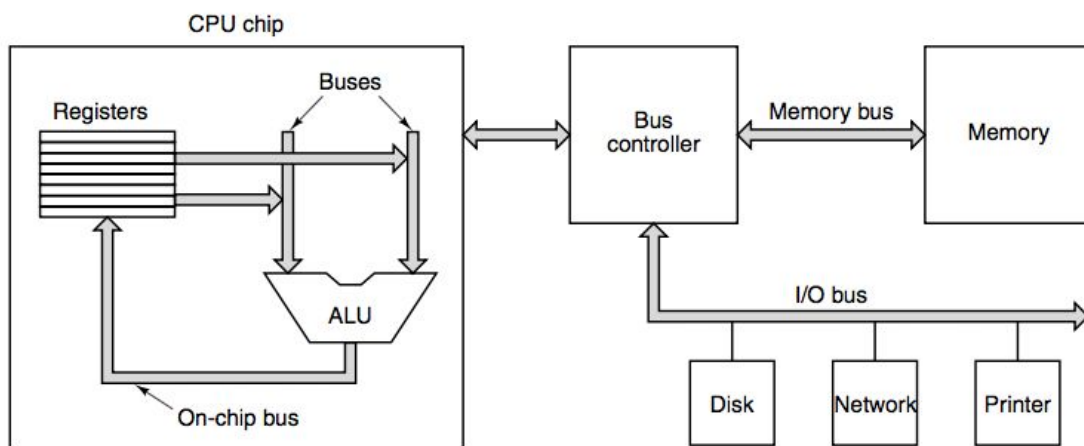 CPU chip
Buses
Registers
ALU
On-chip bus
Bus
controller
Memory bus
Memory
I/O bus
Disk
Network
Printer